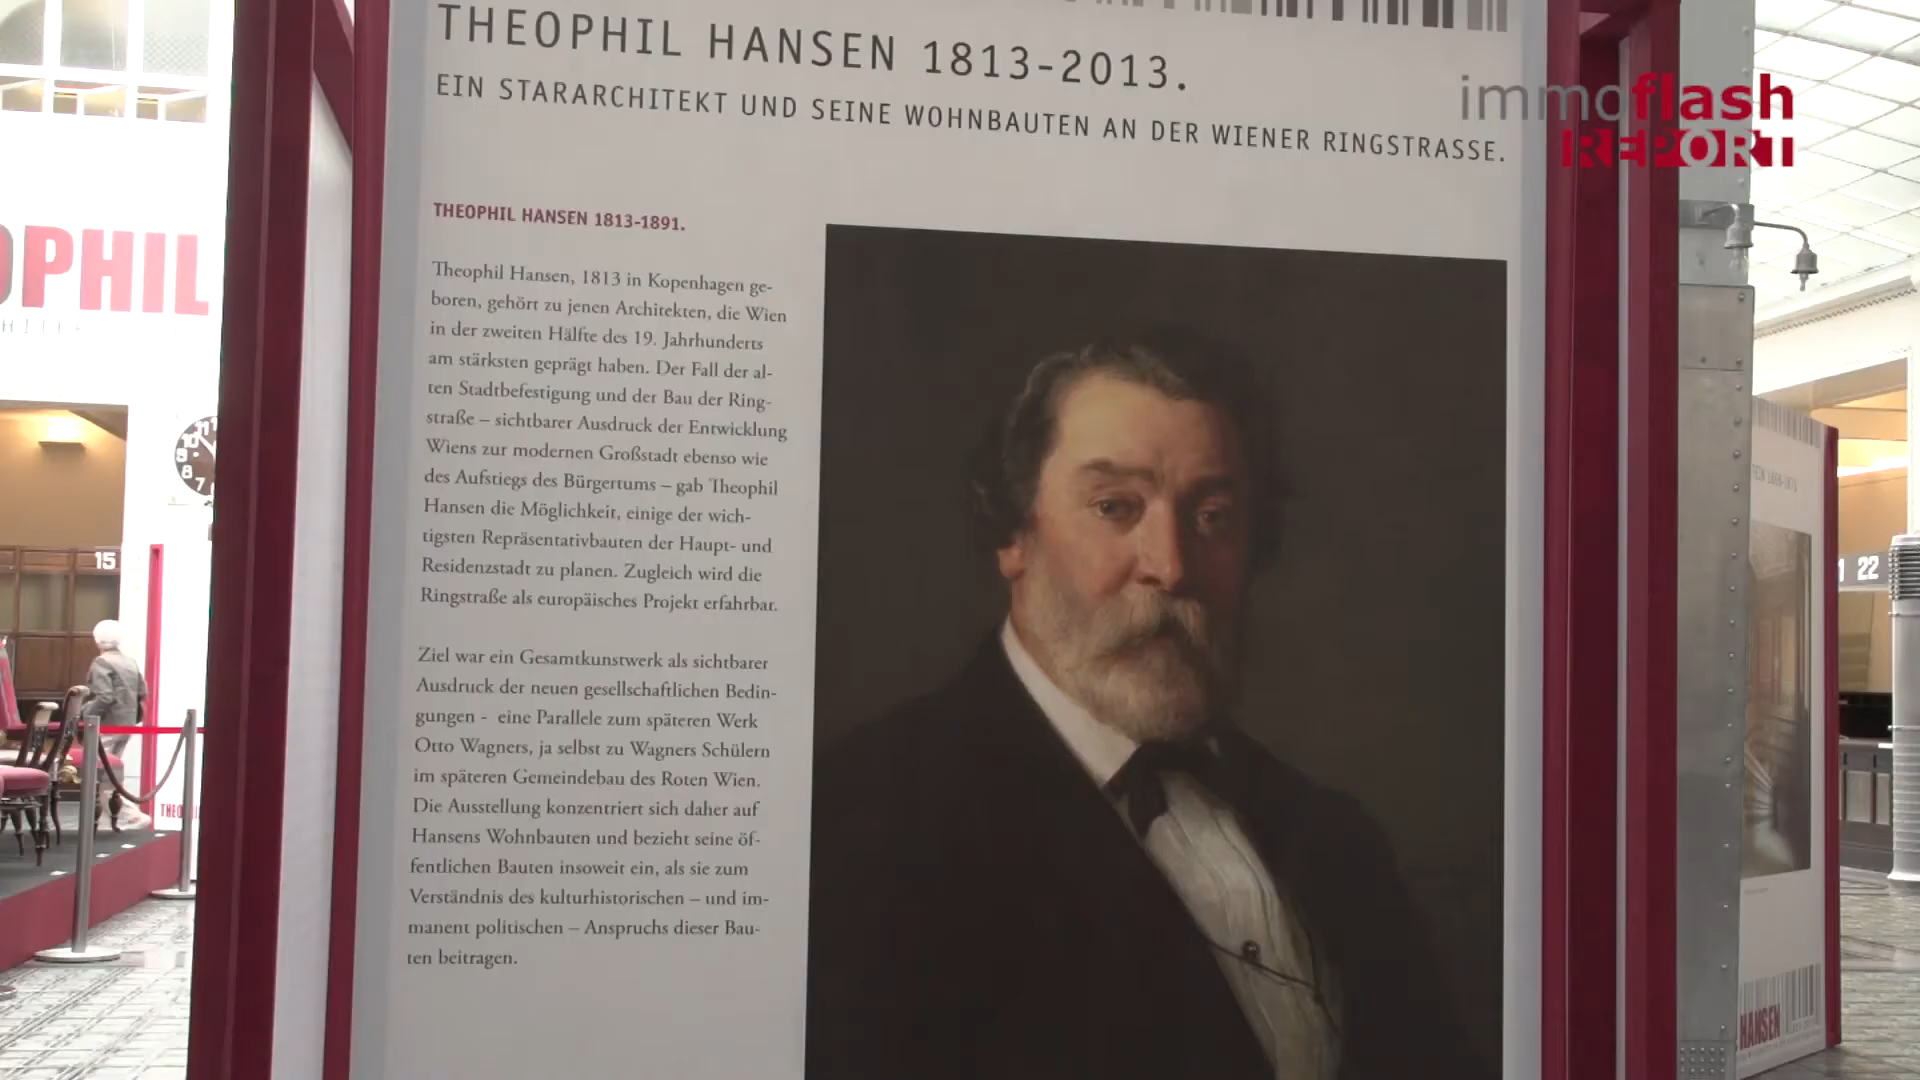 THEOPHIL HANSEN 1813-2013.
EIN STARARCHITEKT UND SEINE WOHNBAUTEN AN DER WIENER RINGSTRASSE.
immoflash
REPORT
THEOPHIL HANSEN 1813-1891.
Theophil Hansen, 1813 in Kopenhagen ge-
boren, gehört zu jenen Architekten, die Wien
in der zweiten Hälfte des 19. Jahrhunderts
am stärksten geprägt haben. Der Fall der al-
ten Stadtbefestigung und der Bau der Ring-
straße – sichtbarer Ausdruck der Entwicklung
Wiens zur modernen Großstadt ebenso wie
des Aufstiegs des Bürgertums – gab Theophil
Hansen die Möglichkeit, einige der wich-
tigsten Repräsentativbauten der Haupt- und
Residenzstadt zu planen. Zugleich wird die
Ringstraße als europäisches Projekt erfahrbar.
Ziel war ein Gesamtkunstwerk als sichtbarer
Ausdruck der neuen gesellschaftlichen Bedin-
gungen - eine Parallele zum späteren Werk
Otto Wagners, ja selbst zu Wagners Schülern
im späteren Gemeindebau des Roten Wien.
Die Ausstellung konzentriert sich daher auf
Hansens Wohnbauten und bezieht seine öf-
fentlichen Bauten insoweit ein, als sie zum
Verständnis des kulturhistorischen – und im-
manent politischen – Anspruchs dieser Bau-
ten beitragen.
OPHIL
11
10
9
8
7
15
THEO
22
HANSEN